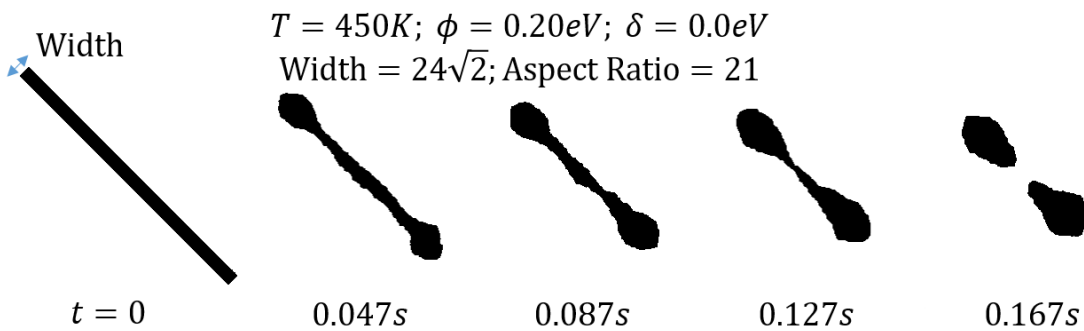 T = 450K; ϕ = 0.20eV; δ = 0.0eV
Width
Width = 24√2; Aspect Ratio = 21
t = 0 0.047s 0.087s 0.127s 0.167s